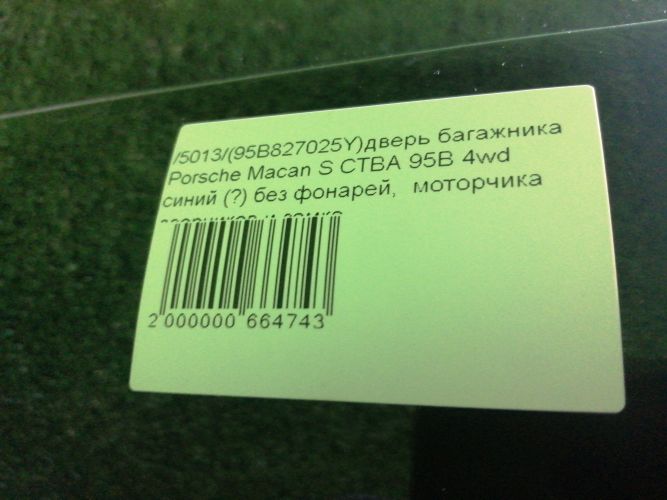 /5013/(95B827025Y)дверь багажника
Porsche Macan S CTBA 95B 4wd
синий (?) без фонарей, моторчика
2 000000 664743